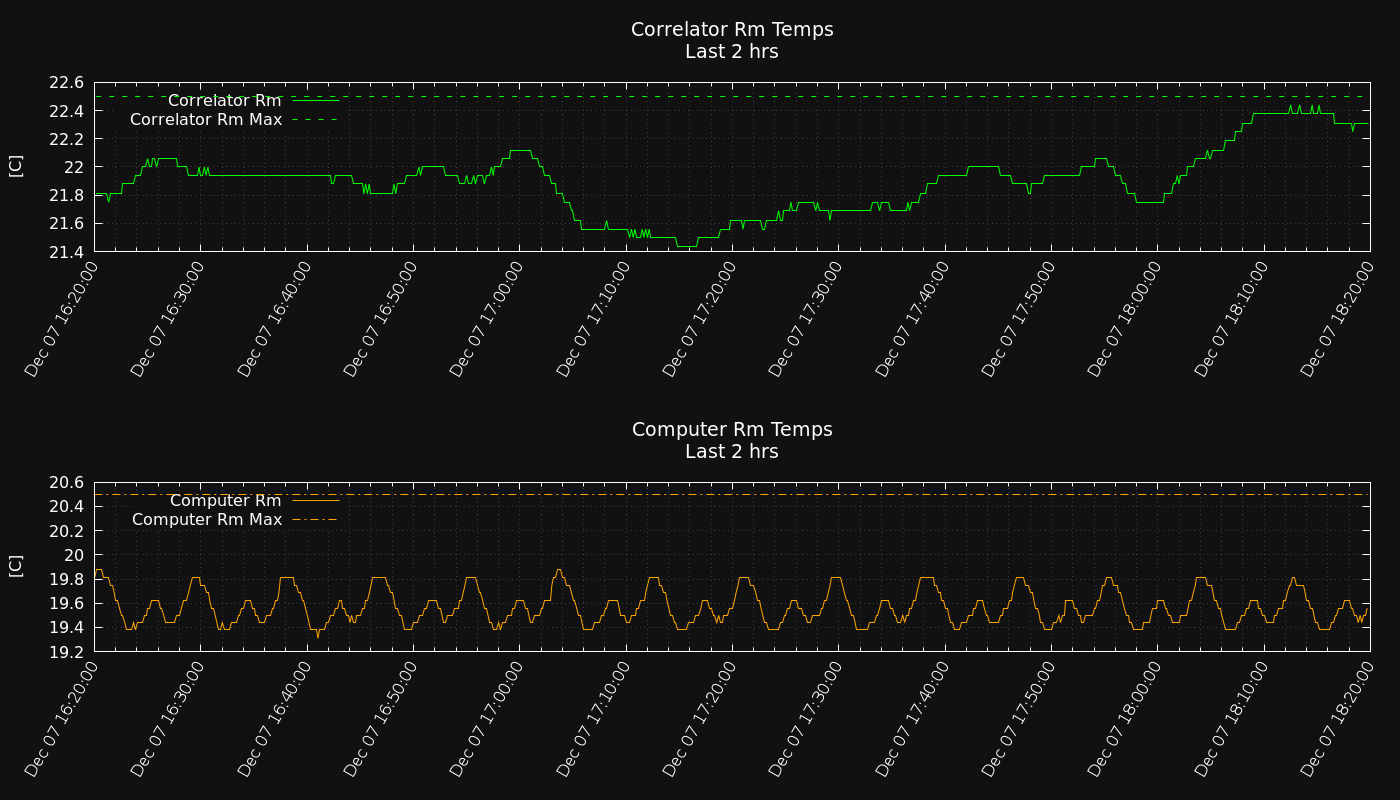 Correlator Rm Temps
Last 2 hrs
22.6
22.4
22.2
22
21.8
21.6
21.4
[C]
Correlator Rm
Correlator Rm Max
Dec 07 16:20:00
Dec 07 16:30:00
Dec 07 16:40:00
Dec 07 16:50:00
Dec 07 17:00:00
Dec 07 17:10:00
Dec 07 17:20:00
Dec 07 17:30:00
Dec 07 17:40:00
Dec 07 17:50:00
Dec 07 18:00:00
Dec 07 18:10:00
Dec 07 18:20:00
Computer Rm Temps
Last 2 hrs
20.6
20.4
20.2
20
19.8
19.6
19.4
19.2
[C]
Computer Rm
Computer Rm Max
Dec 07 16:20:00
Dec 07 16:30:00
Dec 07 16:40:00
Dec 07 16:50:00
Dec 07 17:00:00
Dec 07 17:10:00
Dec 07 17:20:00
Dec 07 17:30:00
Dec 07 17:40:00
Dec 07 17:50:00
Dec 07 18:00:00
Dec 07 18:10:00
Dec 07 18:20:00